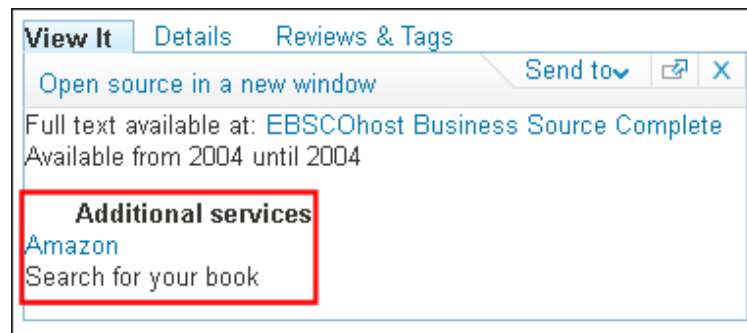 View It Details Reviews & Tags
Send to
Open source in a new window
Full text available at: EBSCOhost Business Source Complete
Available from 2004 until 2004
Additional services
Amazon
Search for your book